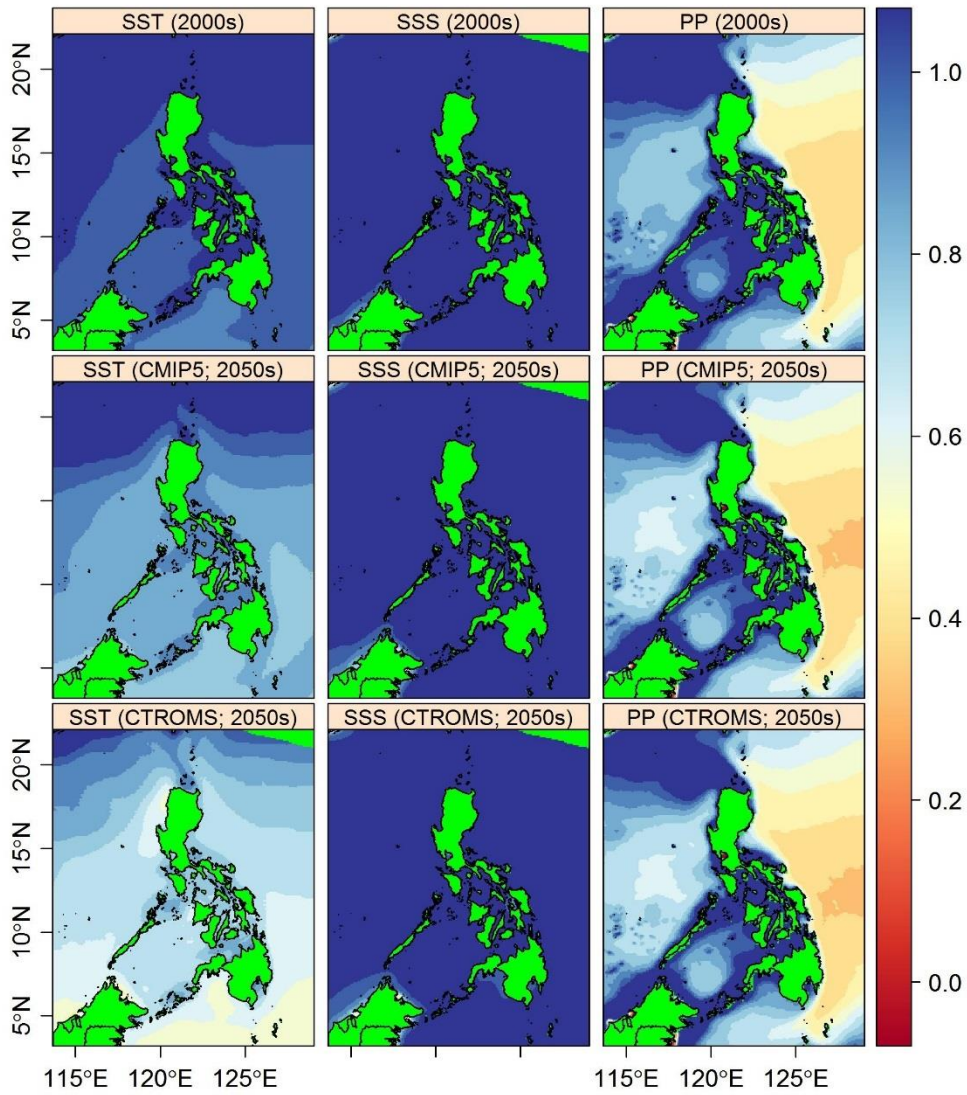 SST (2000s) SSS (2000s) PP (2000s)
20°N
15°N
10°N
5°N
SST (CMIP5; 2050s) SSS (CMIP5; 2050s) PP (CMIP5; 2050s)
SST (CTROMS; 2050s) SSS (CTROMS; 2050s) PP (CTROMS; 2050s)
20°N
15°N
10°N
5°N
115°E 120°E 125°E
115°E 120°E 125°E
1.0
0.8
0.6
0.4
0.2
0.0